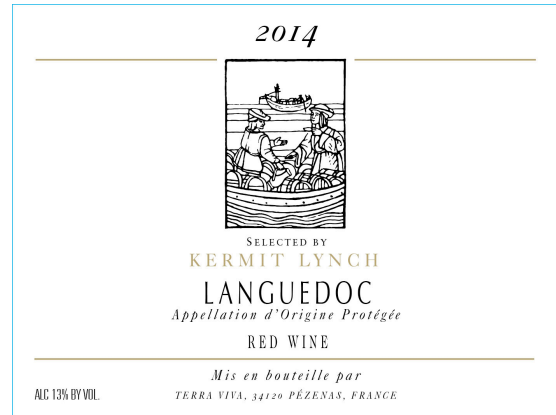 2014
SELECTED BY
KERMIT LYNCH
LANGUEDOC
Appellation d'Origine Protégée
RED WINE
Mis en bouteille par
ALC 13% BY VOL.
TERRA VIVA, 34120 PÉZENAS, FRANCE